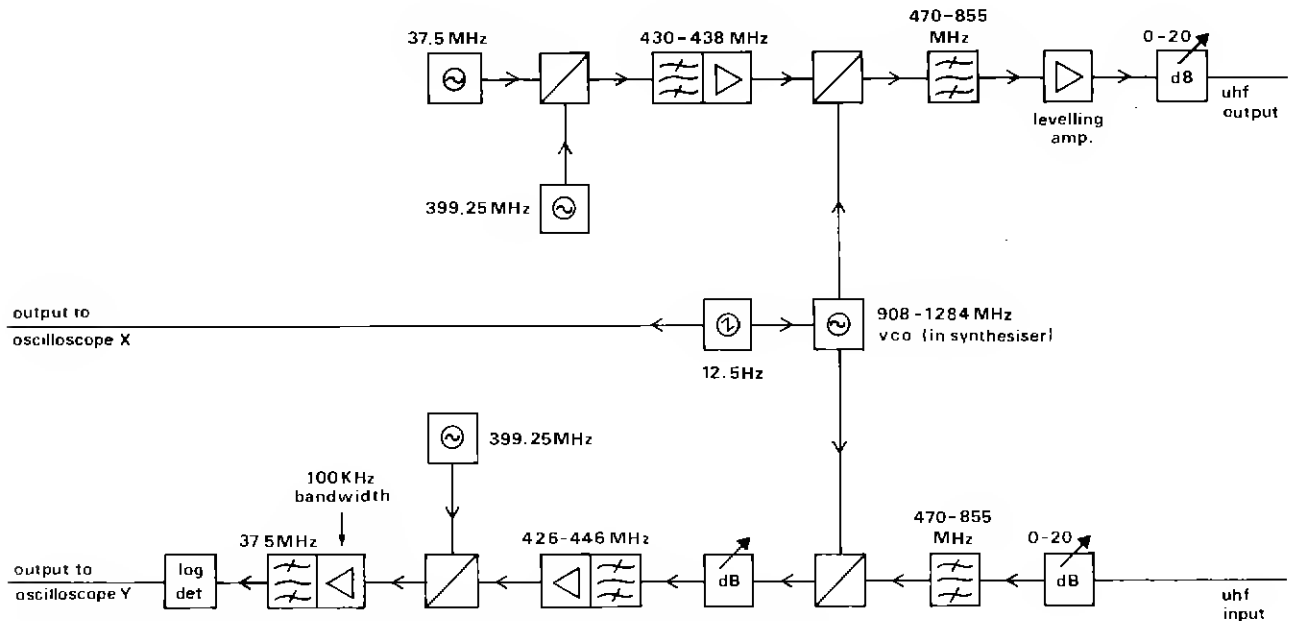 37.5 MHz
430-438 MHz
470-855
MHz
0-20
dB
uhf
output
levelling
amp.
399.25 MHz
output to
oscilloscope X
12.5Hz
908-1284 MHz
vco (in synthesiser)
399.25MHz
100KHz
bandwidth
37 5MHz
426-446 MHz
470-855
MHz
0-20
output to
oscilloscope Y
log
det
dB
dB
uhf
input